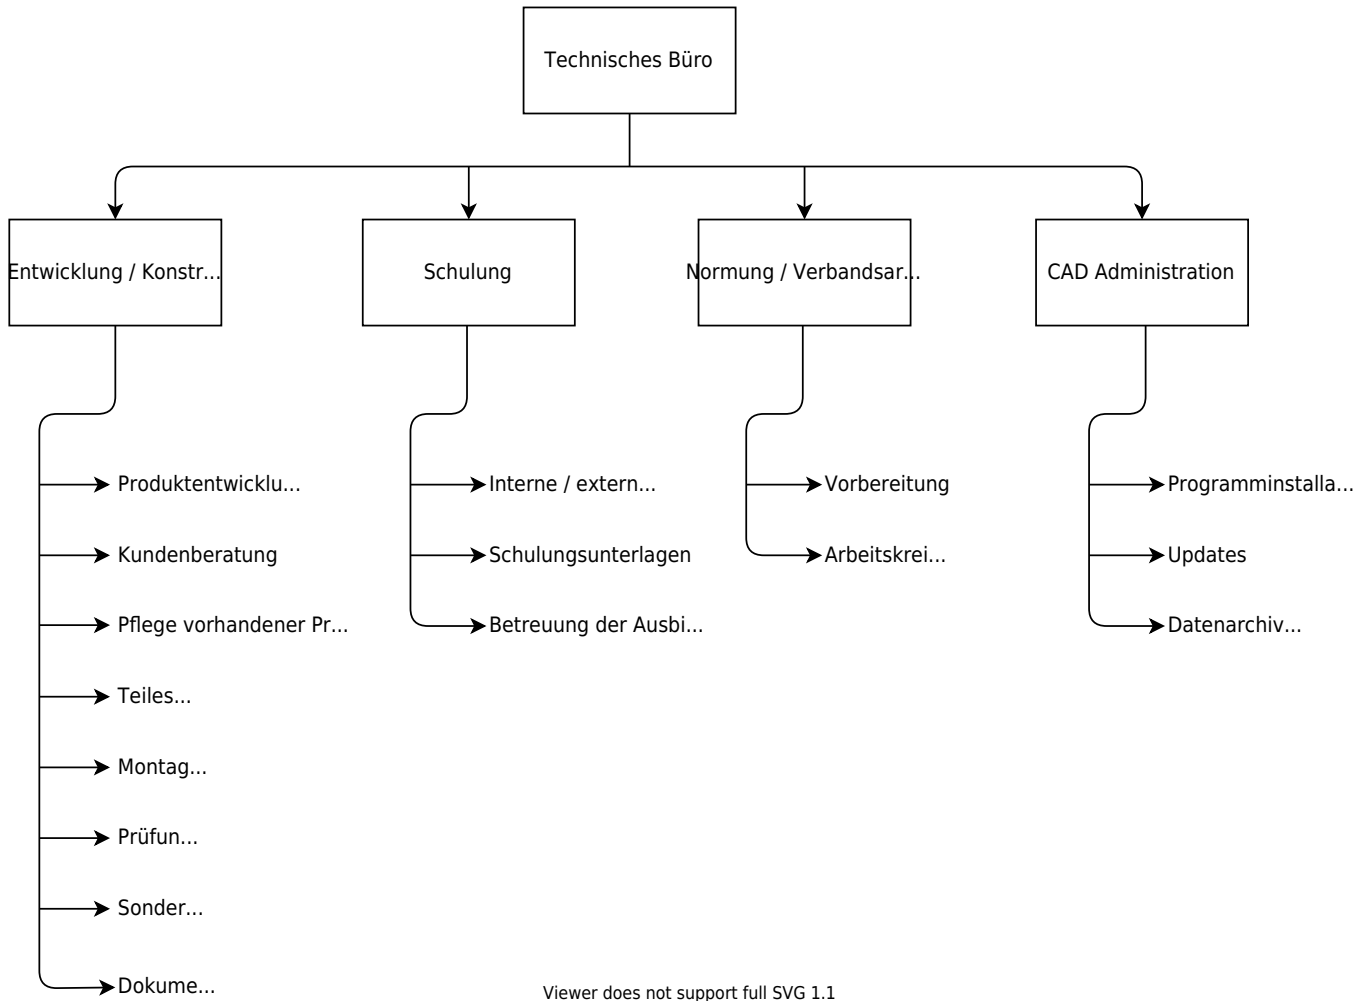 Technisches Büro
Entwicklung / Konstr...
Schulung
Normung / Verbandsar...
CAD Administration
Produktentwicklu...
Kundenberatung
Pflege vorhandener Pr...
Teiles...
Montag...
Prüfun...
Sonder...
Dokume...
Interne / extern...
Schulungsunterlagen
Betreuung der Ausbi...
Vorbereitung
Arbeitskrei...
Programminstalla...
Updates
Datenarchiv...
Viewer does not support full SVG 1.1